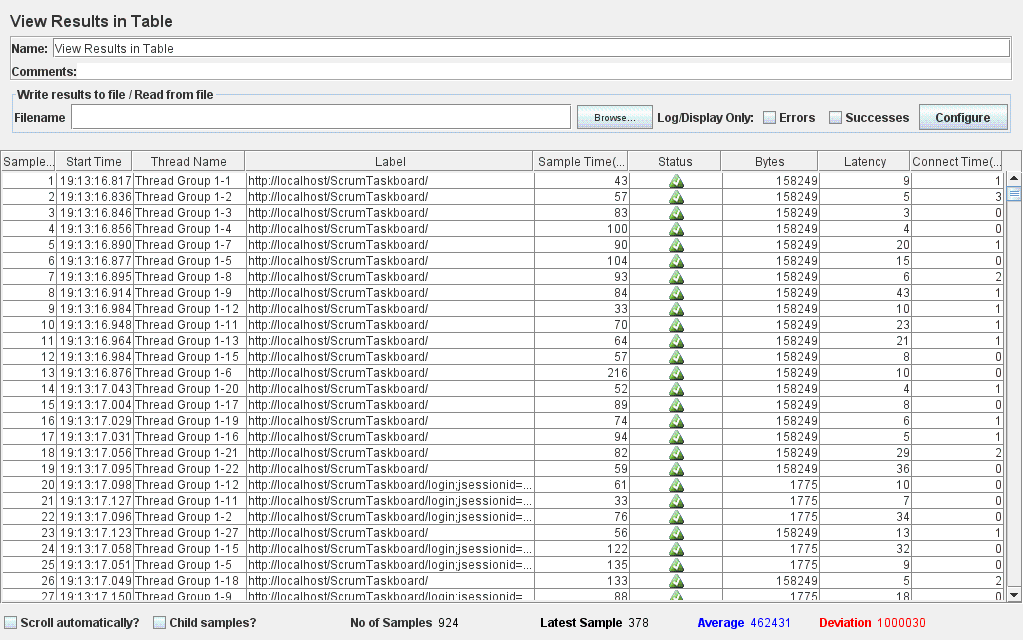 View Results in Table
Name: View Results in Table
Comments:
Write results to file / Read from file
Filename Browse... Log/Display Only: Errors Successes Configure
Sample... Start Time Thread Name Label Sample Time(... Status Bytes Latency Connect Time(...
1 19:13:16.817 Thread Group 1-1 http://localhost/ScrumTaskboard/ 43 158249 9 1
2 19:13:16.836 Thread Group 1-2 http://localhost/ScrumTaskboard/ 57 158249 5 3
3 19:13:16.846 Thread Group 1-3 http://localhost/ScrumTaskboard/ 83 158249 3 0
4 19:13:16.856 Thread Group 1-4 http://localhost/ScrumTaskboard/ 100 158249 4 0
5 19:13:16.890 Thread Group 1-7 http://localhost/ScrumTaskboard/ 90 158249 20 1
6 19:13:16.877 Thread Group 1-5 http://localhost/ScrumTaskboard/ 104 158249 15 0
7 19:13:16.895 Thread Group 1-8 http://localhost/ScrumTaskboard/ 93 158249 6 2
8 19:13:16.914 Thread Group 1-9 http://localhost/ScrumTaskboard/ 84 158249 43 1
9 19:13:16.984 Thread Group 1-12 http://localhost/ScrumTaskboard/ 33 158249 10 1
10 19:13:16.948 Thread Group 1-11 http://localhost/ScrumTaskboard/ 70 158249 23 1
11 19:13:16.964 Thread Group 1-13 http://localhost/ScrumTaskboard/ 64 158249 21 1
12 19:13:16.984 Thread Group 1-15 http://localhost/ScrumTaskboard/ 57 158249 8 0
13 19:13:16.876 Thread Group 1-6 http://localhost/ScrumTaskboard/ 216 158249 10 0
14 19:13:17.043 Thread Group 1-20 http://localhost/ScrumTaskboard/ 52 158249 4 1
15 19:13:17.004 Thread Group 1-17 http://localhost/ScrumTaskboard/ 89 158249 8 0
16 19:13:17.029 Thread Group 1-19 http://localhost/ScrumTaskboard/ 74 158249 6 1
17 19:13:17.031 Thread Group 1-16 http://localhost/ScrumTaskboard/ 94 158249 5 1
18 19:13:17.056 Thread Group 1-21 http://localhost/ScrumTaskboard/ 82 158249 29 2
19 19:13:17.095 Thread Group 1-22 http://localhost/ScrumTaskboard/ 59 158249 36 0
20 19:13:17.098 Thread Group 1-12 http://localhost/ScrumTaskboard/login;jsessionid=... 61 1775 10 0
21 19:13:17.127 Thread Group 1-11 http://localhost/ScrumTaskboard/login;jsessionid=... 33 1775 7 0
22 19:13:17.096 Thread Group 1-2 http://localhost/ScrumTaskboard/login;jsessionid=... 76 1775 34 0
23 19:13:17.123 Thread Group 1-27 http://localhost/ScrumTaskboard/ 56 158249 13 1
24 19:13:17.058 Thread Group 1-15 http://localhost/ScrumTaskboard/login;jsessionid=... 122 1775 32 0
25 19:13:17.051 Thread Group 1-5 http://localhost/ScrumTaskboard/login;jsessionid=... 135 1775 9 0
26 19:13:17.049 Thread Group 1-18 http://localhost/ScrumTaskboard/ 133 158249 5 2
27 19:13:17.150 Thread Group 1-9 http://localhost/ScrumTaskboard/login;jsessionid=... 88 1775 18 0
Scroll automatically? Child samples? No of Samples 924 Latest Sample 378 Average 462431 Deviation 1000030